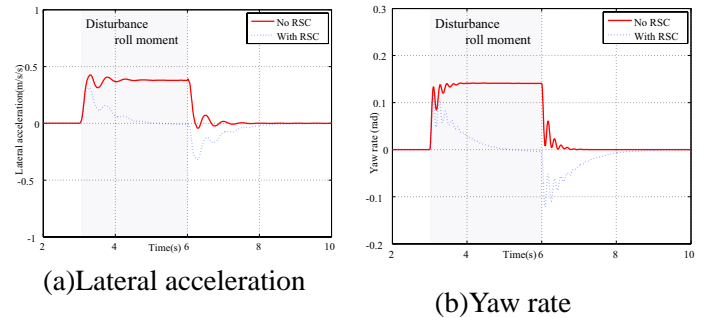 1
0.5
0
-0.5
-1
Lateral acceleration(m/s/s)
Disturbance
roll moment
No RSC
With RSC
2
4
6
8
10
Time(s)
(a)Lateral acceleration
0.3
0.2
0.1
0
-0.1
-0.2
Yaw rate (rad)
Disturbance
roll moment
No RSC
With RSC
2
4
6
8
10
Time(s)
(b)Yaw rate